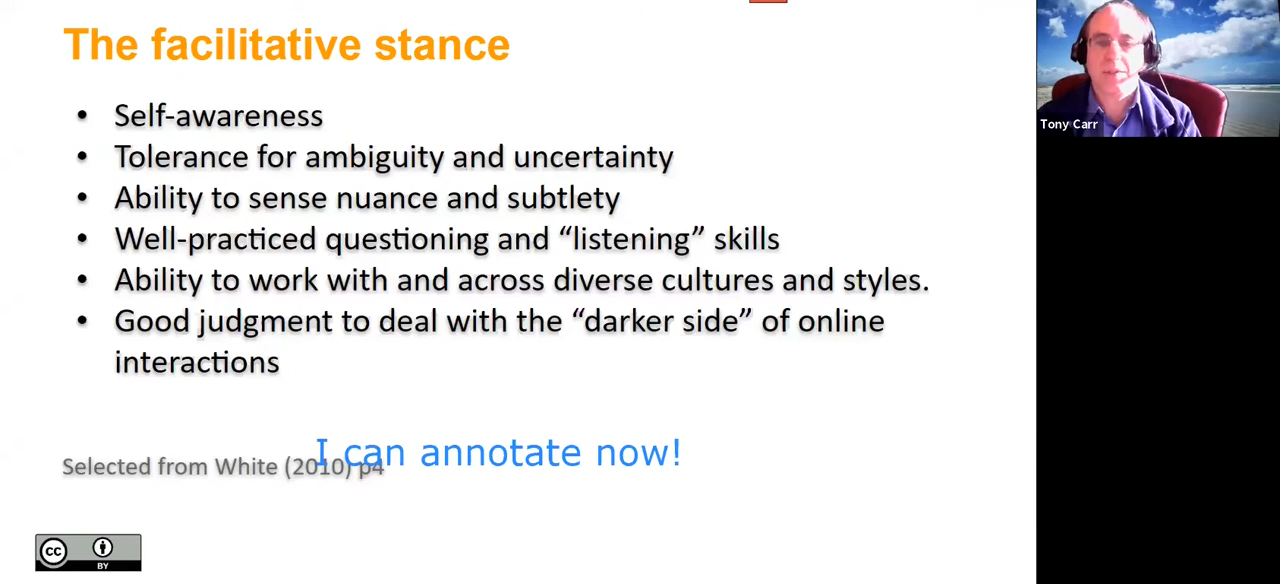 The facilitative stance
• Self-awareness
• Tolerance for ambiguity and uncertainty
• Ability to sense nuance and subtlety
• Well-practiced questioning and “listening” skills
• Ability to work with and across diverse cultures and styles.
• Good judgment to deal with the “darker side” of online
interactions
I can annotate now!
Selected from White (2010) p4
cc
BY
Tony Carr